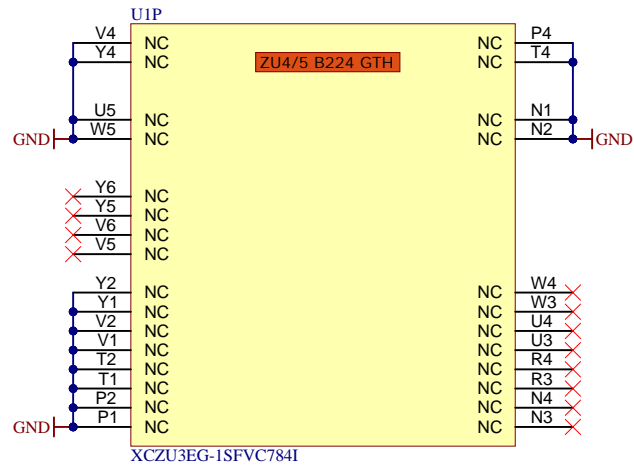 U1P
V4 NC NC P4
Y4 NC ZU4/5 B224 GTH NC T4
U5 NC NC N1
GND W5 NC NC N2 GND
Y6 NC
Y5 NC
V6 NC
V5 NC
Y2 NC NC W4
Y1 NC NC W3
V2 NC NC U4
V1 NC NC U3
T2 NC NC R4
T1 NC NC R3
P2 NC NC N4
GND P1 NC NC N3
XCZU3EG-1SFVC784I